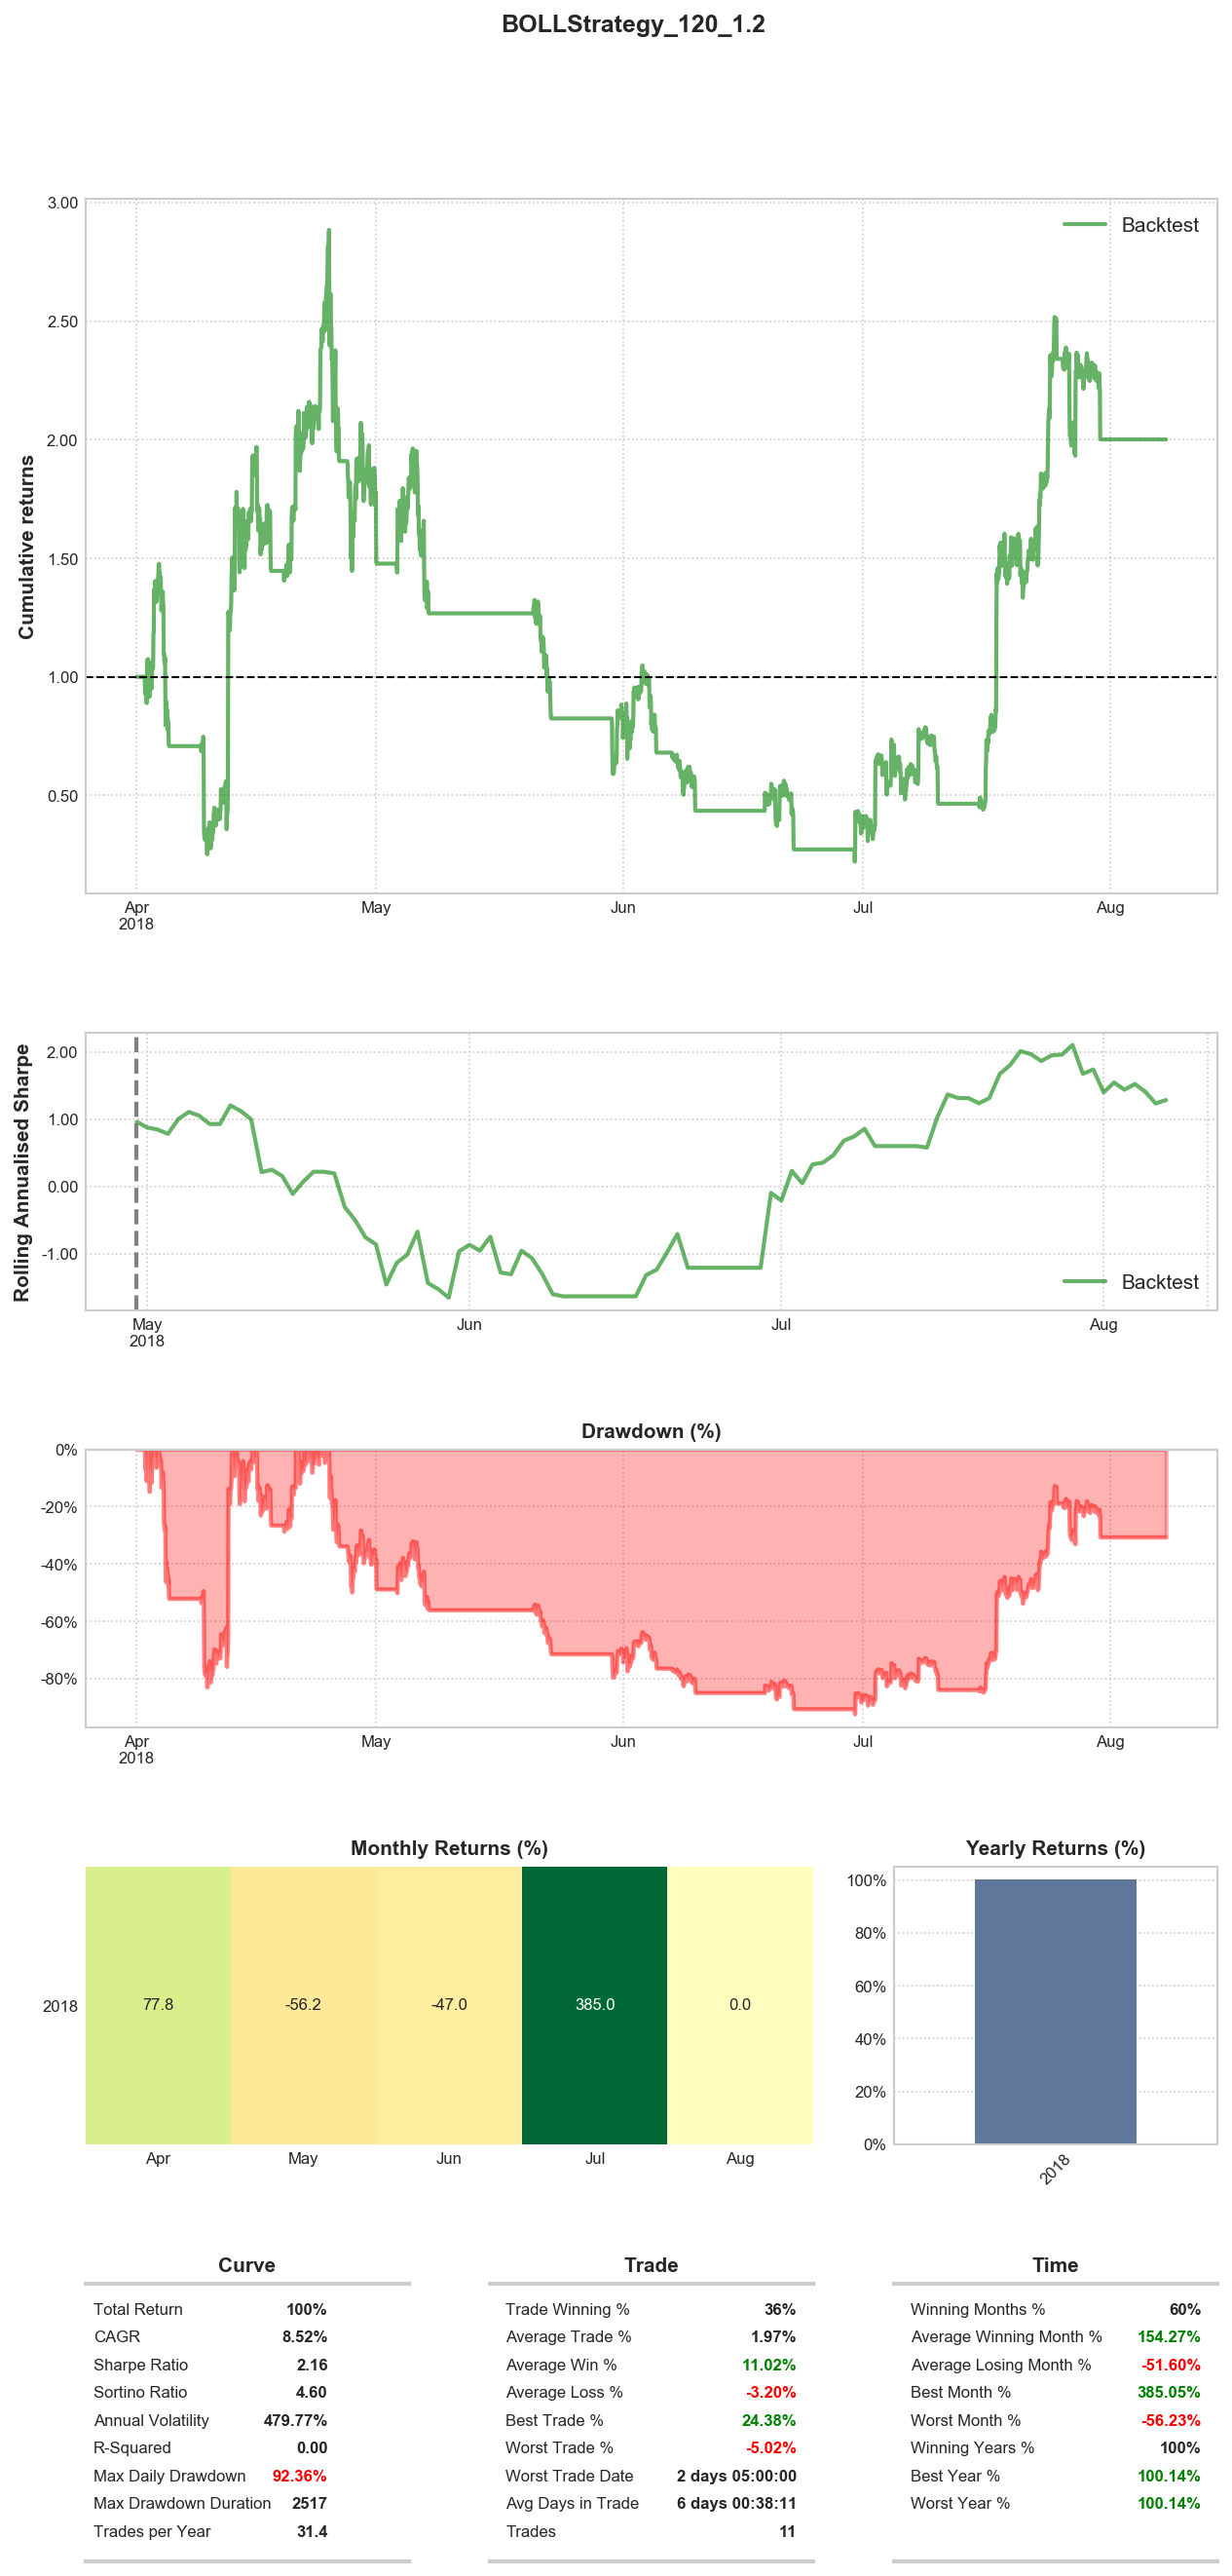 BOLLStrategy_120_1.2
3.00
2.50
2.00
1.50
1.00
0.50
Cumulative returns
Backtest
Apr
2018
May
Jun
Jul
Aug
2.00
1.00
0.00
-1.00
Rolling Annualised Sharpe
Backtest
May
2018
Jun
Jul
Aug
Drawdown (%)
0%
-20%
-40%
-60%
-80%
Apr
2018
May
Jun
Jul
Aug
Monthly Returns (%)
2018
77.8 -56.2 -47.0 385.0 0.0
Apr May Jun Jul Aug
Yearly Returns (%)
100%
80%
60%
40%
20%
0%
2018
Curve
Total Return 100%
CAGR 8.52%
Sharpe Ratio 2.16
Sortino Ratio 4.60
Annual Volatility 479.77%
R-Squared 0.00
Max Daily Drawdown 92.36%
Max Drawdown Duration 2517
Trades per Year 31.4
Trade
Trade Winning % 36%
Average Trade % 1.97%
Average Win % 11.02%
Average Loss % -3.20%
Best Trade % 24.38%
Worst Trade % -5.02%
Worst Trade Date 2 days 05:00:00
Avg Days in Trade 6 days 00:38:11
Trades 11
Time
Winning Months % 60%
Average Winning Month % 154.27%
Average Losing Month % -51.60%
Best Month % 385.05%
Worst Month % -56.23%
Winning Years % 100%
Best Year % 100.14%
Worst Year % 100.14%